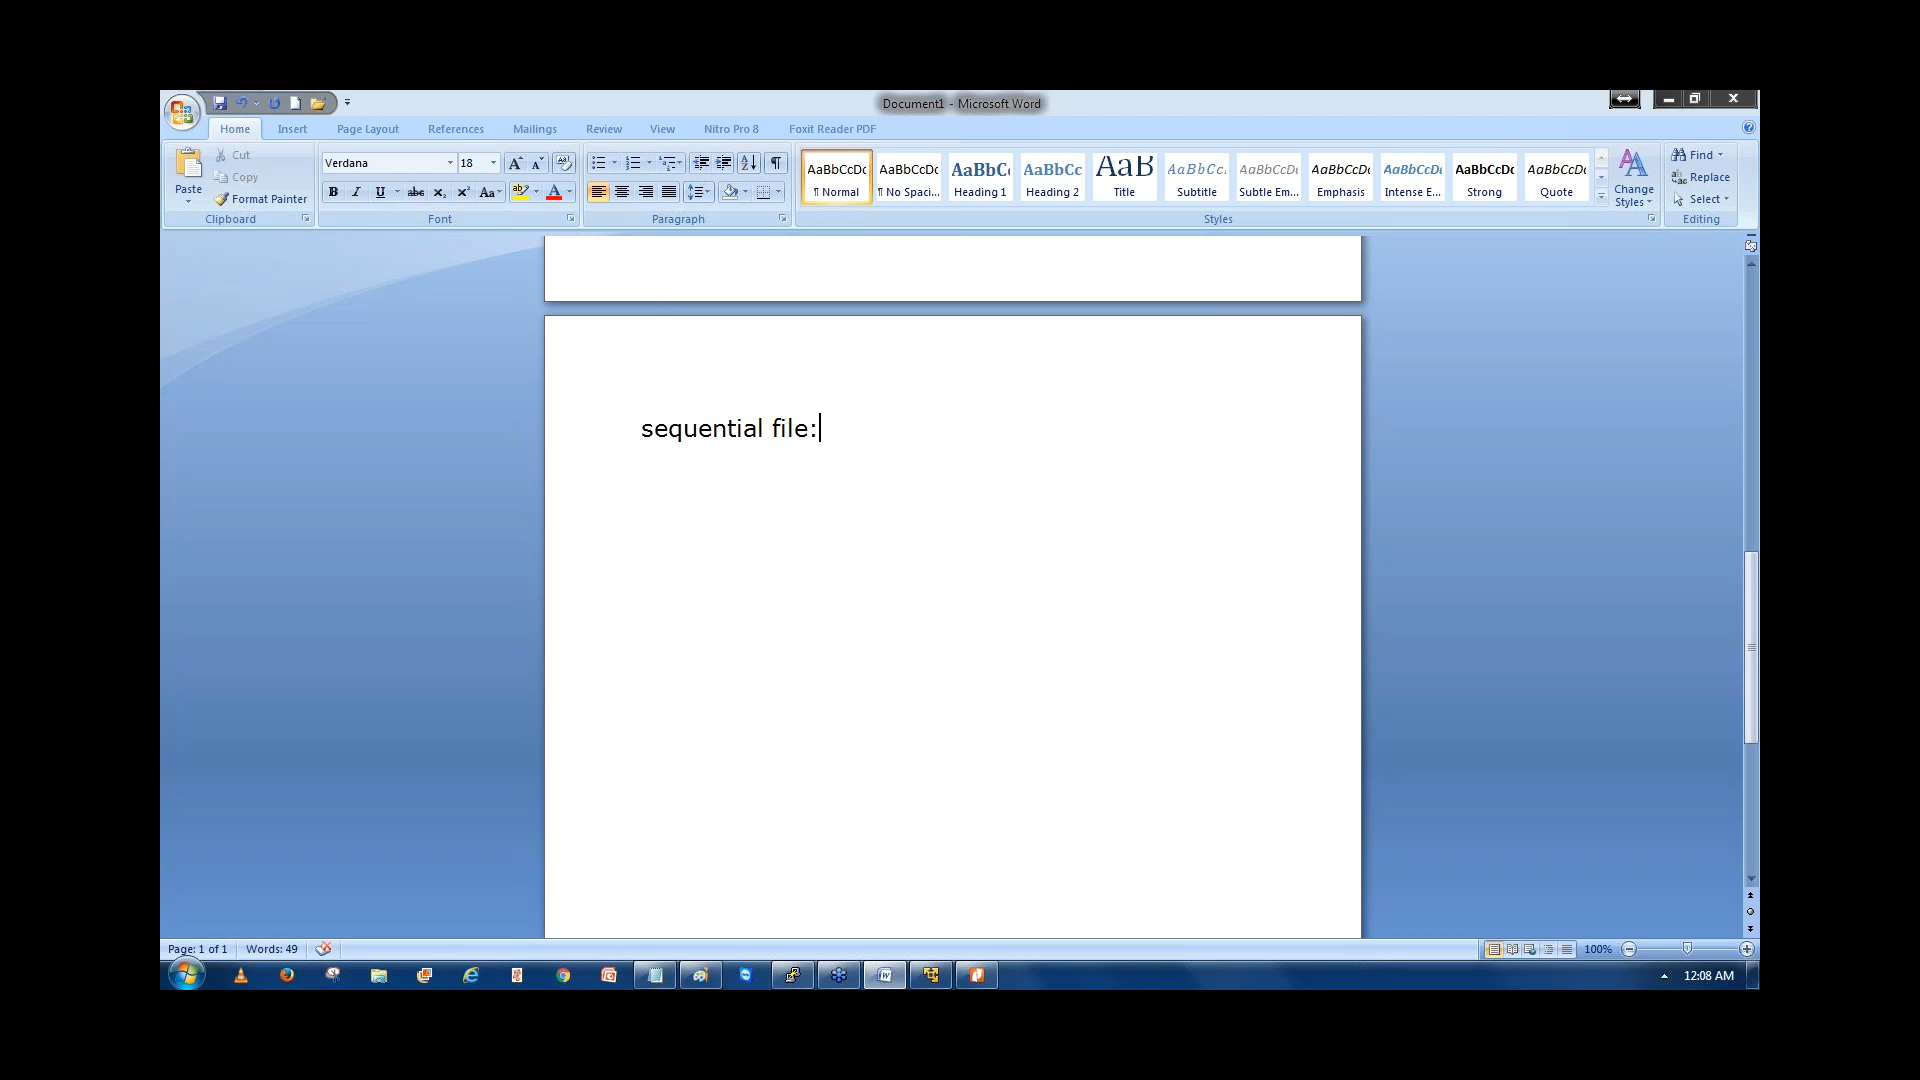 Document1 - Microsoft Word
Home Insert Page Layout References Mailings Review View Nitro Pro 8 Foxit Reader PDF
Paste
Cut
Copy
Format Painter
Clipboard
Verdana 18
Font
Paragraph
AaBbCcDc AaBbCcDc AaBbC AaBbCc AaB AaBbCc. AaBbCcDc AaBbCcDc AaBbCcDc AaBbCcDc AaBbCcDc
¶ Normal ¶ No Spaci... Heading 1 Heading 2 Title Subtitle Subtle Em... Emphasis Intense E... Strong Quote
Styles
Change
Styles
Find
Replace
Select
Editing
sequential file:
Page: 1 of 1 Words: 49 100%
12:08 AM